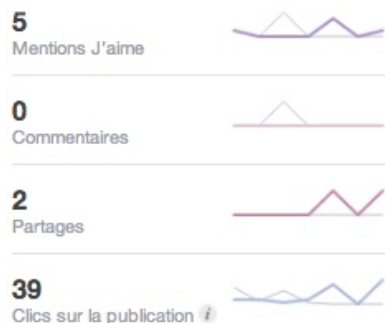 5
Mentions J'aime
0
Commentaires
2
Partages
39
Clics sur la publication i